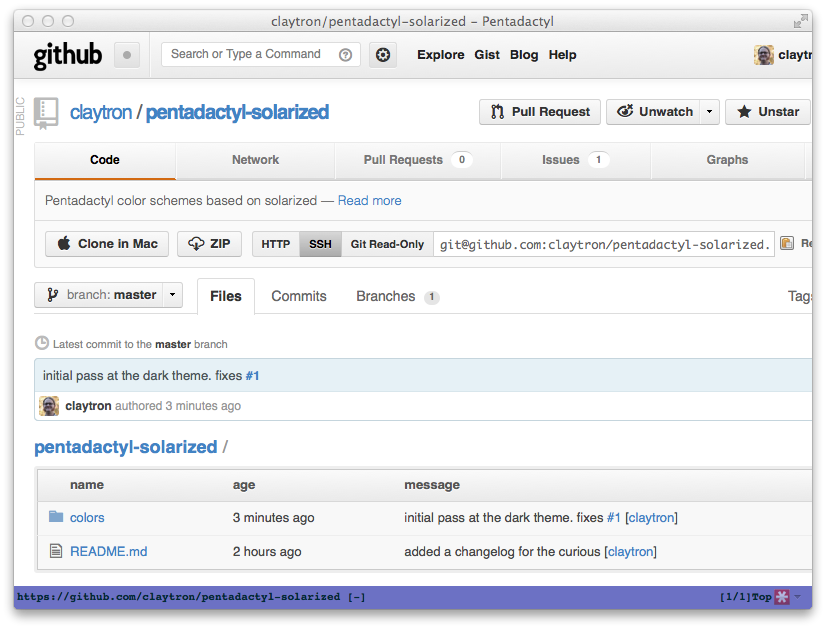 claytron/pentadactyl-solarized – Pentadactyl
github Search or Type a Command Explore Gist Blog Help claytr
PUBLIC
claytron / pentadactyl-solarized Pull Request Unwatch Unstar
Code Network Pull Requests 0 Issues 1 Graphs
Pentadactyl color schemes based on solarized — Read more
Clone in Mac ZIP HTTP SSH Git Read-Only git@github.com:claytron/pentadactyl-solarized. Re
branch: master Files Commits Branches 1 Tags
Latest commit to the master branch
initial pass at the dark theme. fixes #1
claytron authored 3 minutes ago
pentadactyl-solarized /
name age message
colors 3 minutes ago initial pass at the dark theme. fixes #1 [claytron]
README.md 2 hours ago added a changelog for the curious [claytron]
https://github.com/claytron/pentadactyl-solarized [-] [1/1]Top